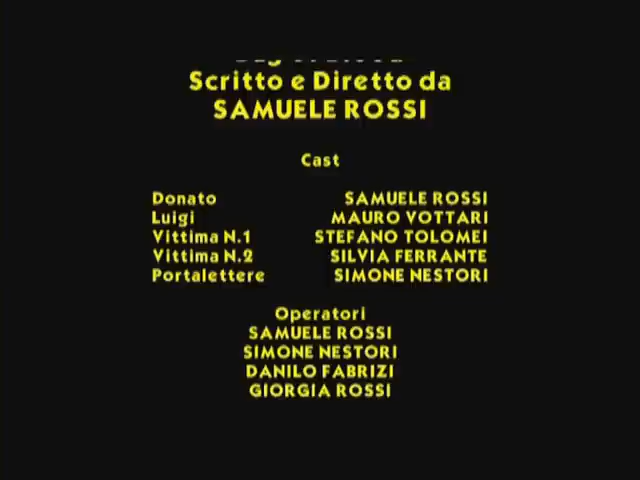 Scritto e Diretto da
SAMUELE ROSSI
Cast
Donato SAMUELE ROSSI
Luigi MAURO VOTTARI
Vittima N.1 STEFANO TOLOMEI
Vittima N.2 SILVIA FERRANTE
Portalettere SIMONE NESTORI
Operatori
SAMUELE ROSSI
SIMONE NESTORI
DANILO FABRIZI
GIORGIA ROSSI